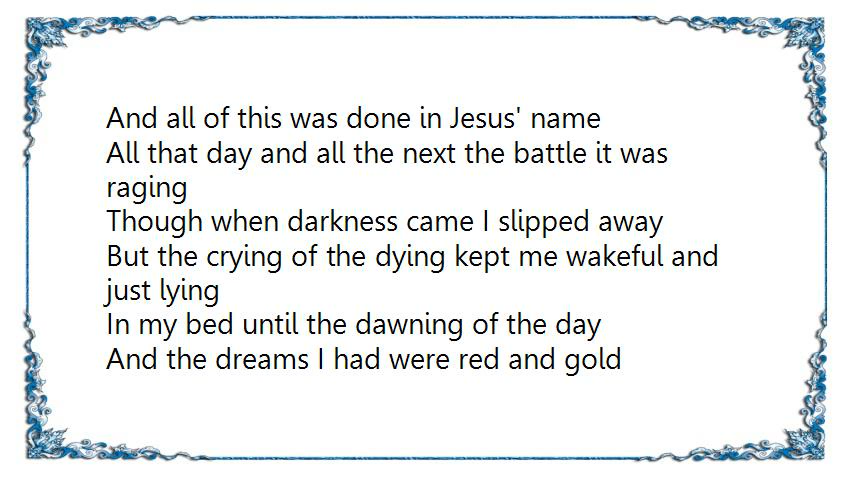 And all of this was done in Jesus' name
All that day and all the next the battle it was
raging
Though when darkness came I slipped away
But the crying of the dying kept me wakeful and
just lying
In my bed until the dawning of the day
And the dreams I had were red and gold